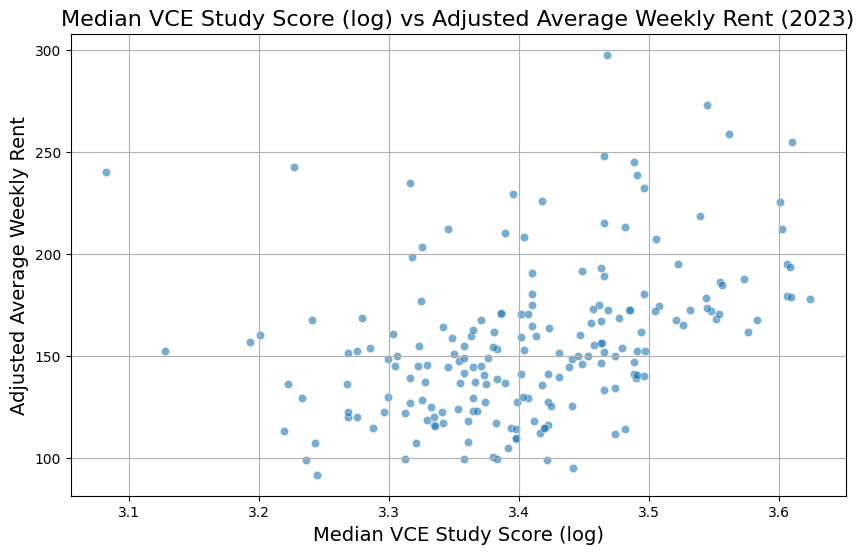 Median VCE Study Score (log) vs Adjusted Average Weekly Rent (2023)
Adjusted Average Weekly Rent
300
250
200
150
100
3.1 3.2 3.3 3.4 3.5 3.6
Median VCE Study Score (log)